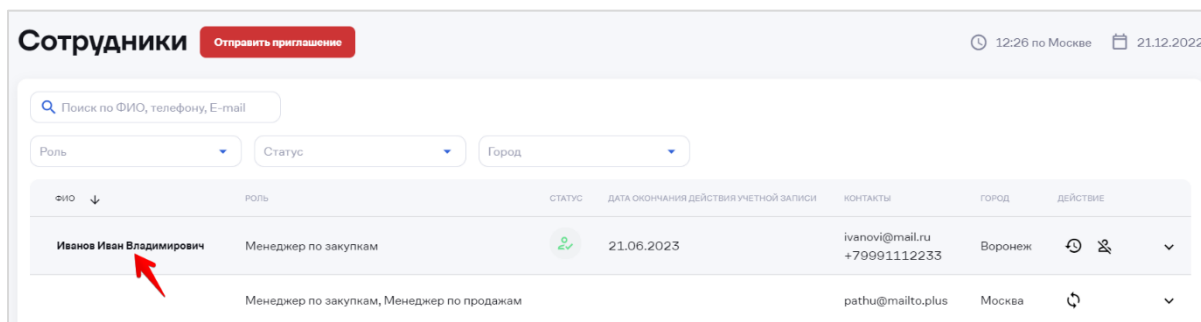 Сотрудники
Отправить приглашение
12:26 по Москве
21.12.2022
Поиск по ФИО, телефону, E-mail
Роль
Статус
Город
ФИО
РОЛЬ
СТАТУС
ДАТА ОКОНЧАНИЯ ДЕЙСТВИЯ УЧЕТНОЙ ЗАПИСИ
КОНТАКТЫ
ГОРОД
ДЕЙСТВИЕ
Иванов Иван Владимирович
Менеджер по закупкам
21.06.2023
ivanovi@mail.ru
+79991112233
Воронеж
Менеджер по закупкам, Менеджер по продажам
pathu@mailto.plus
Москва